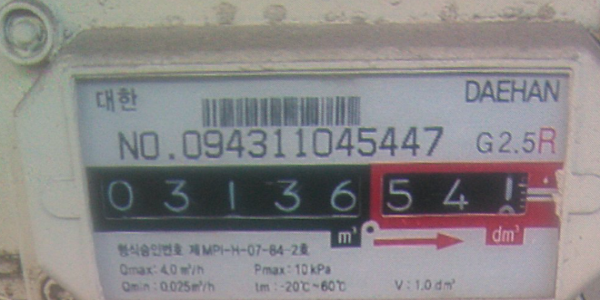 대한 DAEHAN
NO.094311045447 G2.5R
03136 541
m³ dm³
형식승인번호 제MPI-H-07-64-2호
Qmax: 4.0 m³/h Pmax: 10 kPa
Qmin: 0.025m³/h tm: -20℃~60℃ V: 1.0 dm³